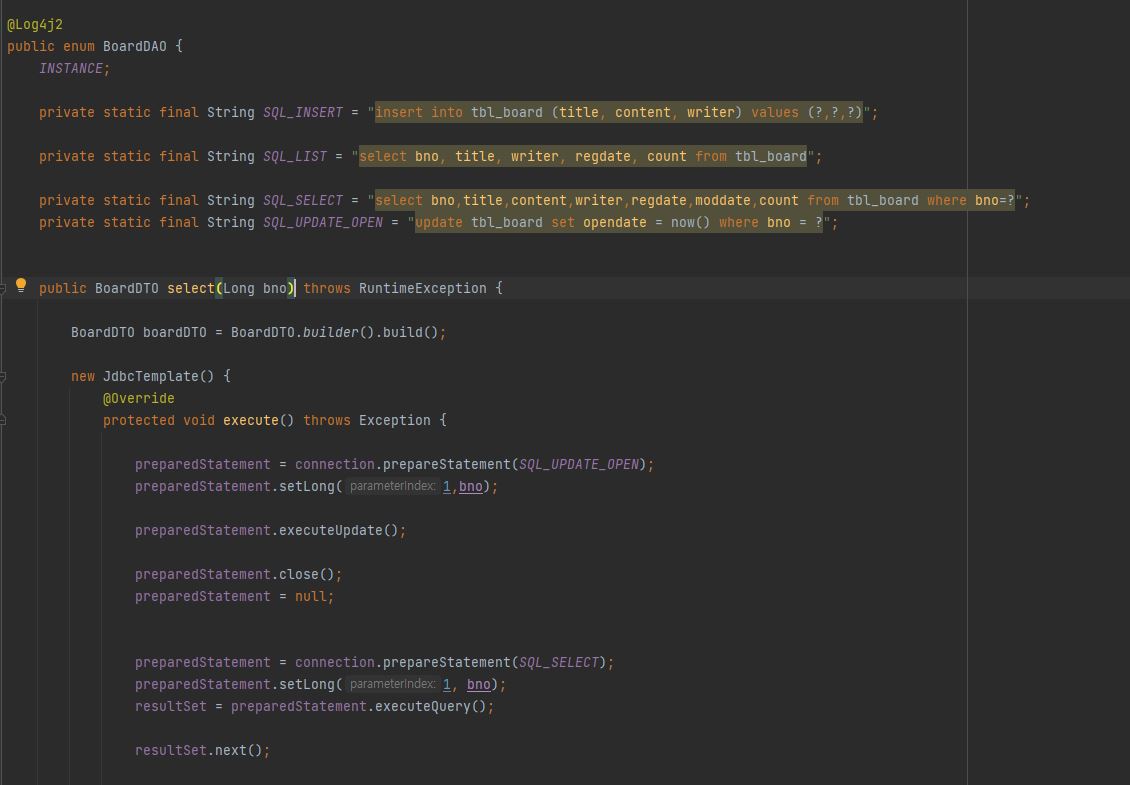 @Log4j2
public enum BoardDAO {
INSTANCE;
private static final String SQL_INSERT = "insert into tbl_board (title, content, writer) values (?,?,?)";
private static final String SQL_LIST = "select bno, title, writer, regdate, count from tbl_board";
private static final String SQL_SELECT = "select bno,title,content,writer,regdate,moddate,count from tbl_board where bno=?";
private static final String SQL_UPDATE_OPEN = "update tbl_board set opendate = now() where bno = ?";
public BoardDTO select(Long bno) throws RuntimeException {
BoardDTO boardDTO = BoardDTO.builder().build();
new JdbcTemplate() {
@Override
protected void execute() throws Exception {
preparedStatement = connection.prepareStatement(SQL_UPDATE_OPEN);
preparedStatement.setLong( parameterIndex: 1,bno);
preparedStatement.executeUpdate();
preparedStatement.close();
preparedStatement = null;
preparedStatement = connection.prepareStatement(SQL_SELECT);
preparedStatement.setLong( parameterIndex: 1, bno);
resultSet = preparedStatement.executeQuery();
resultSet.next();